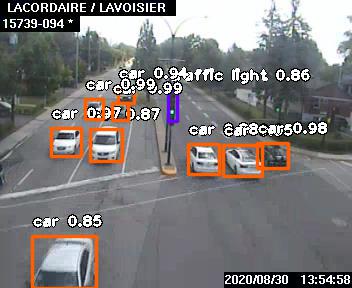 LACORDAIRE / LAVOISIER
15739-094 *
car 0.94
traffic light 0.86
car 0.99
0.99
car 0.97
0.87
car
car 0.98
car 0.85
2020/08/30 13:54:58